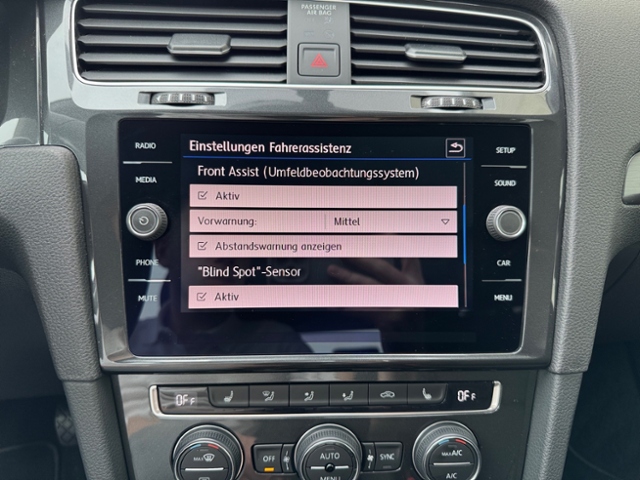 PASSENGER
AIR BAG
RADIO
MEDIA
PHONE
MUTE
Einstellungen Fahrerassistenz
Front Assist (Umfeldbeobachtungssystem)
Aktiv
Vorwarnung: Mittel
Abstandswarnung anzeigen
"Blind Spot"-Sensor
Aktiv
SETUP
SOUND
CAR
MENU
OFF
OFF
MAX
OFF
AUTO
MENU
SYNC
MAX A/C
A/C